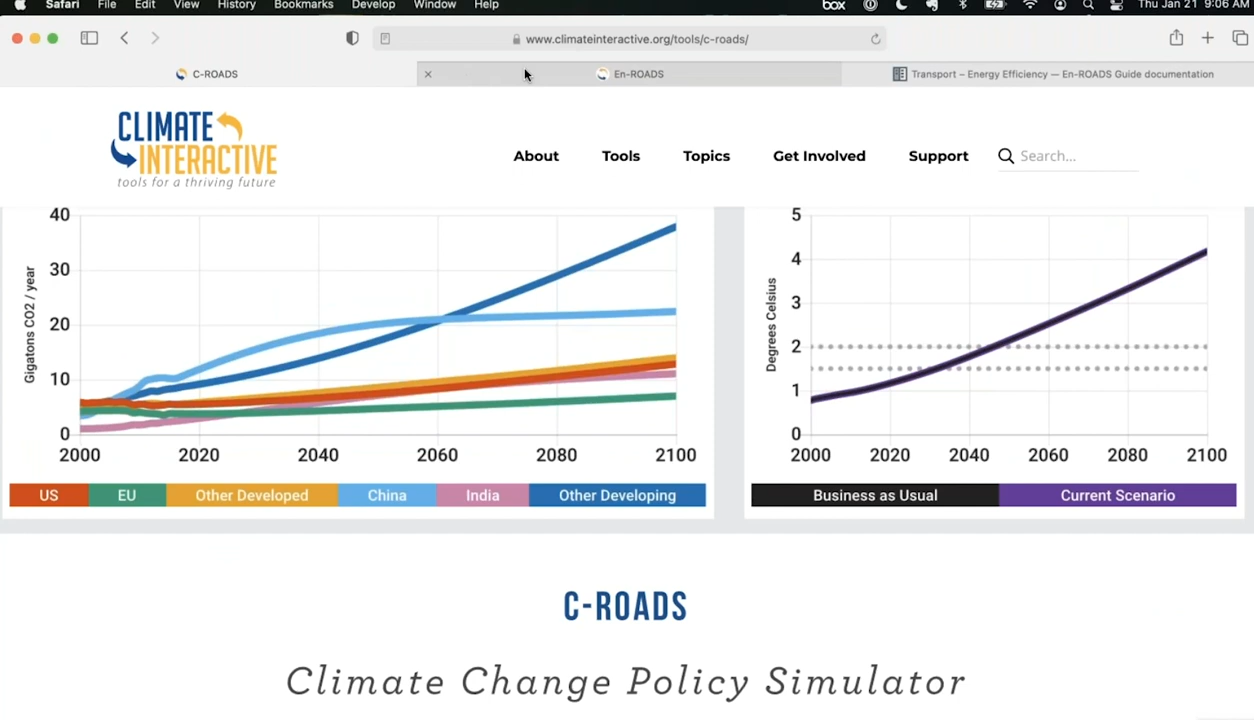 Safari File Edit View History Bookmarks Develop Window Help box Thu Jan 21 9:06 AM
www.climateinteractive.org/tools/c-roads/
C-ROADS En-ROADS Transport – Energy Efficiency — En-ROADS Guide documentation
CLIMATE
INTERACTIVE
tools for a thriving future
About Tools Topics Get Involved Support Search...
40
30
20
10
0
Gigatons CO2 / year
2000 2020 2040 2060 2080 2100
US EU Other Developed China India Other Developing
5
4
3
2
1
0
Degrees Celsius
2000 2020 2040 2060 2080 2100
Business as Usual Current Scenario
C-ROADS
Climate Change Policy Simulator